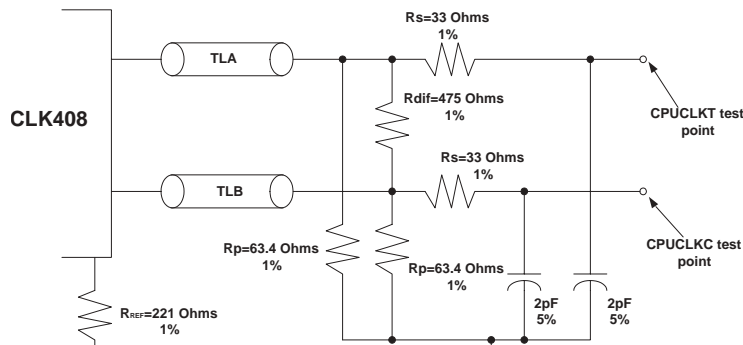 Rs=33 Ohms
1%
TLA
CLK408
Rdif=475 Ohms
1%
CPUCLKT test
point
Rs=33 Ohms
1%
TLB
Rp=63.4 Ohms
1%
Rp=63.4 Ohms
1%
CPUCLKC test
point
2pF
5%
2pF
5%
RREF=221 Ohms
1%